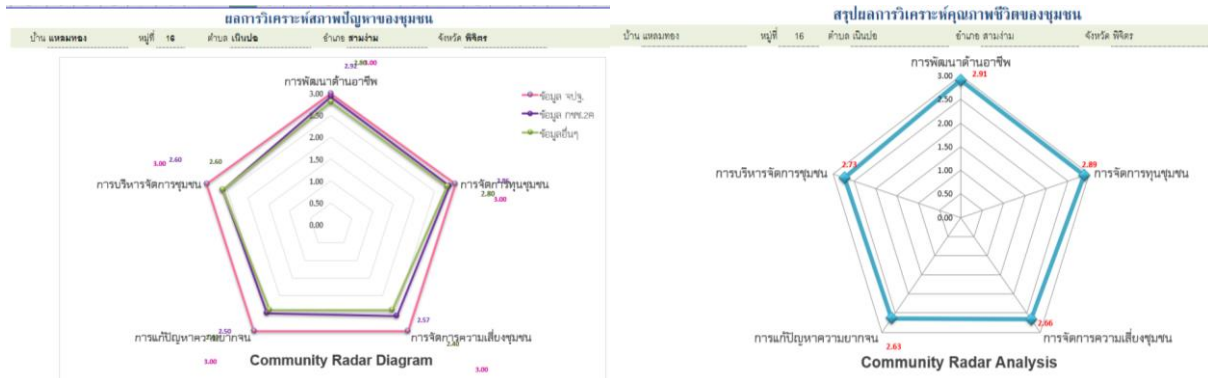 ผลการวิเคราะห์สภาพปัญหาของชุมชน
บ้าน แหลมทอง หมู่ที่ 16 ตำบล เนินปอ อำเภอ สามง่าม จังหวัด พิจิตร
2.92 2.80 3.00
การพัฒนาด้านอาชีพ
3.00
2.50
2.00
1.50
1.00
0.50
0.00
ข้อมูล จปฐ.
ข้อมูล กชช.2ค
ข้อมูลอื่นๆ
3.00 2.60 2.60
การบริหารจัดการชุมชน
การจัดการทุนชุมชน
2.80
3.00
2.50
การแก้ปัญหาความยากจน
3.00
2.57
การจัดการความเสี่ยงชุมชน
2.40
3.00
Community Radar Diagram
สรุปผลการวิเคราะห์คุณภาพชีวิตของชุมชน
บ้าน แหลมทอง หมู่ที่ 16 ตำบล เนินปอ อำเภอ สามง่าม จังหวัด พิจิตร
การพัฒนาด้านอาชีพ
2.91
3.00
2.50
2.00
1.50
1.00
0.50
0.00
2.73
การบริหารจัดการชุมชน
2.89
การจัดการทุนชุมชน
การแก้ปัญหาความยากจน
2.63
2.66
การจัดการความเสี่ยงชุมชน
Community Radar Analysis